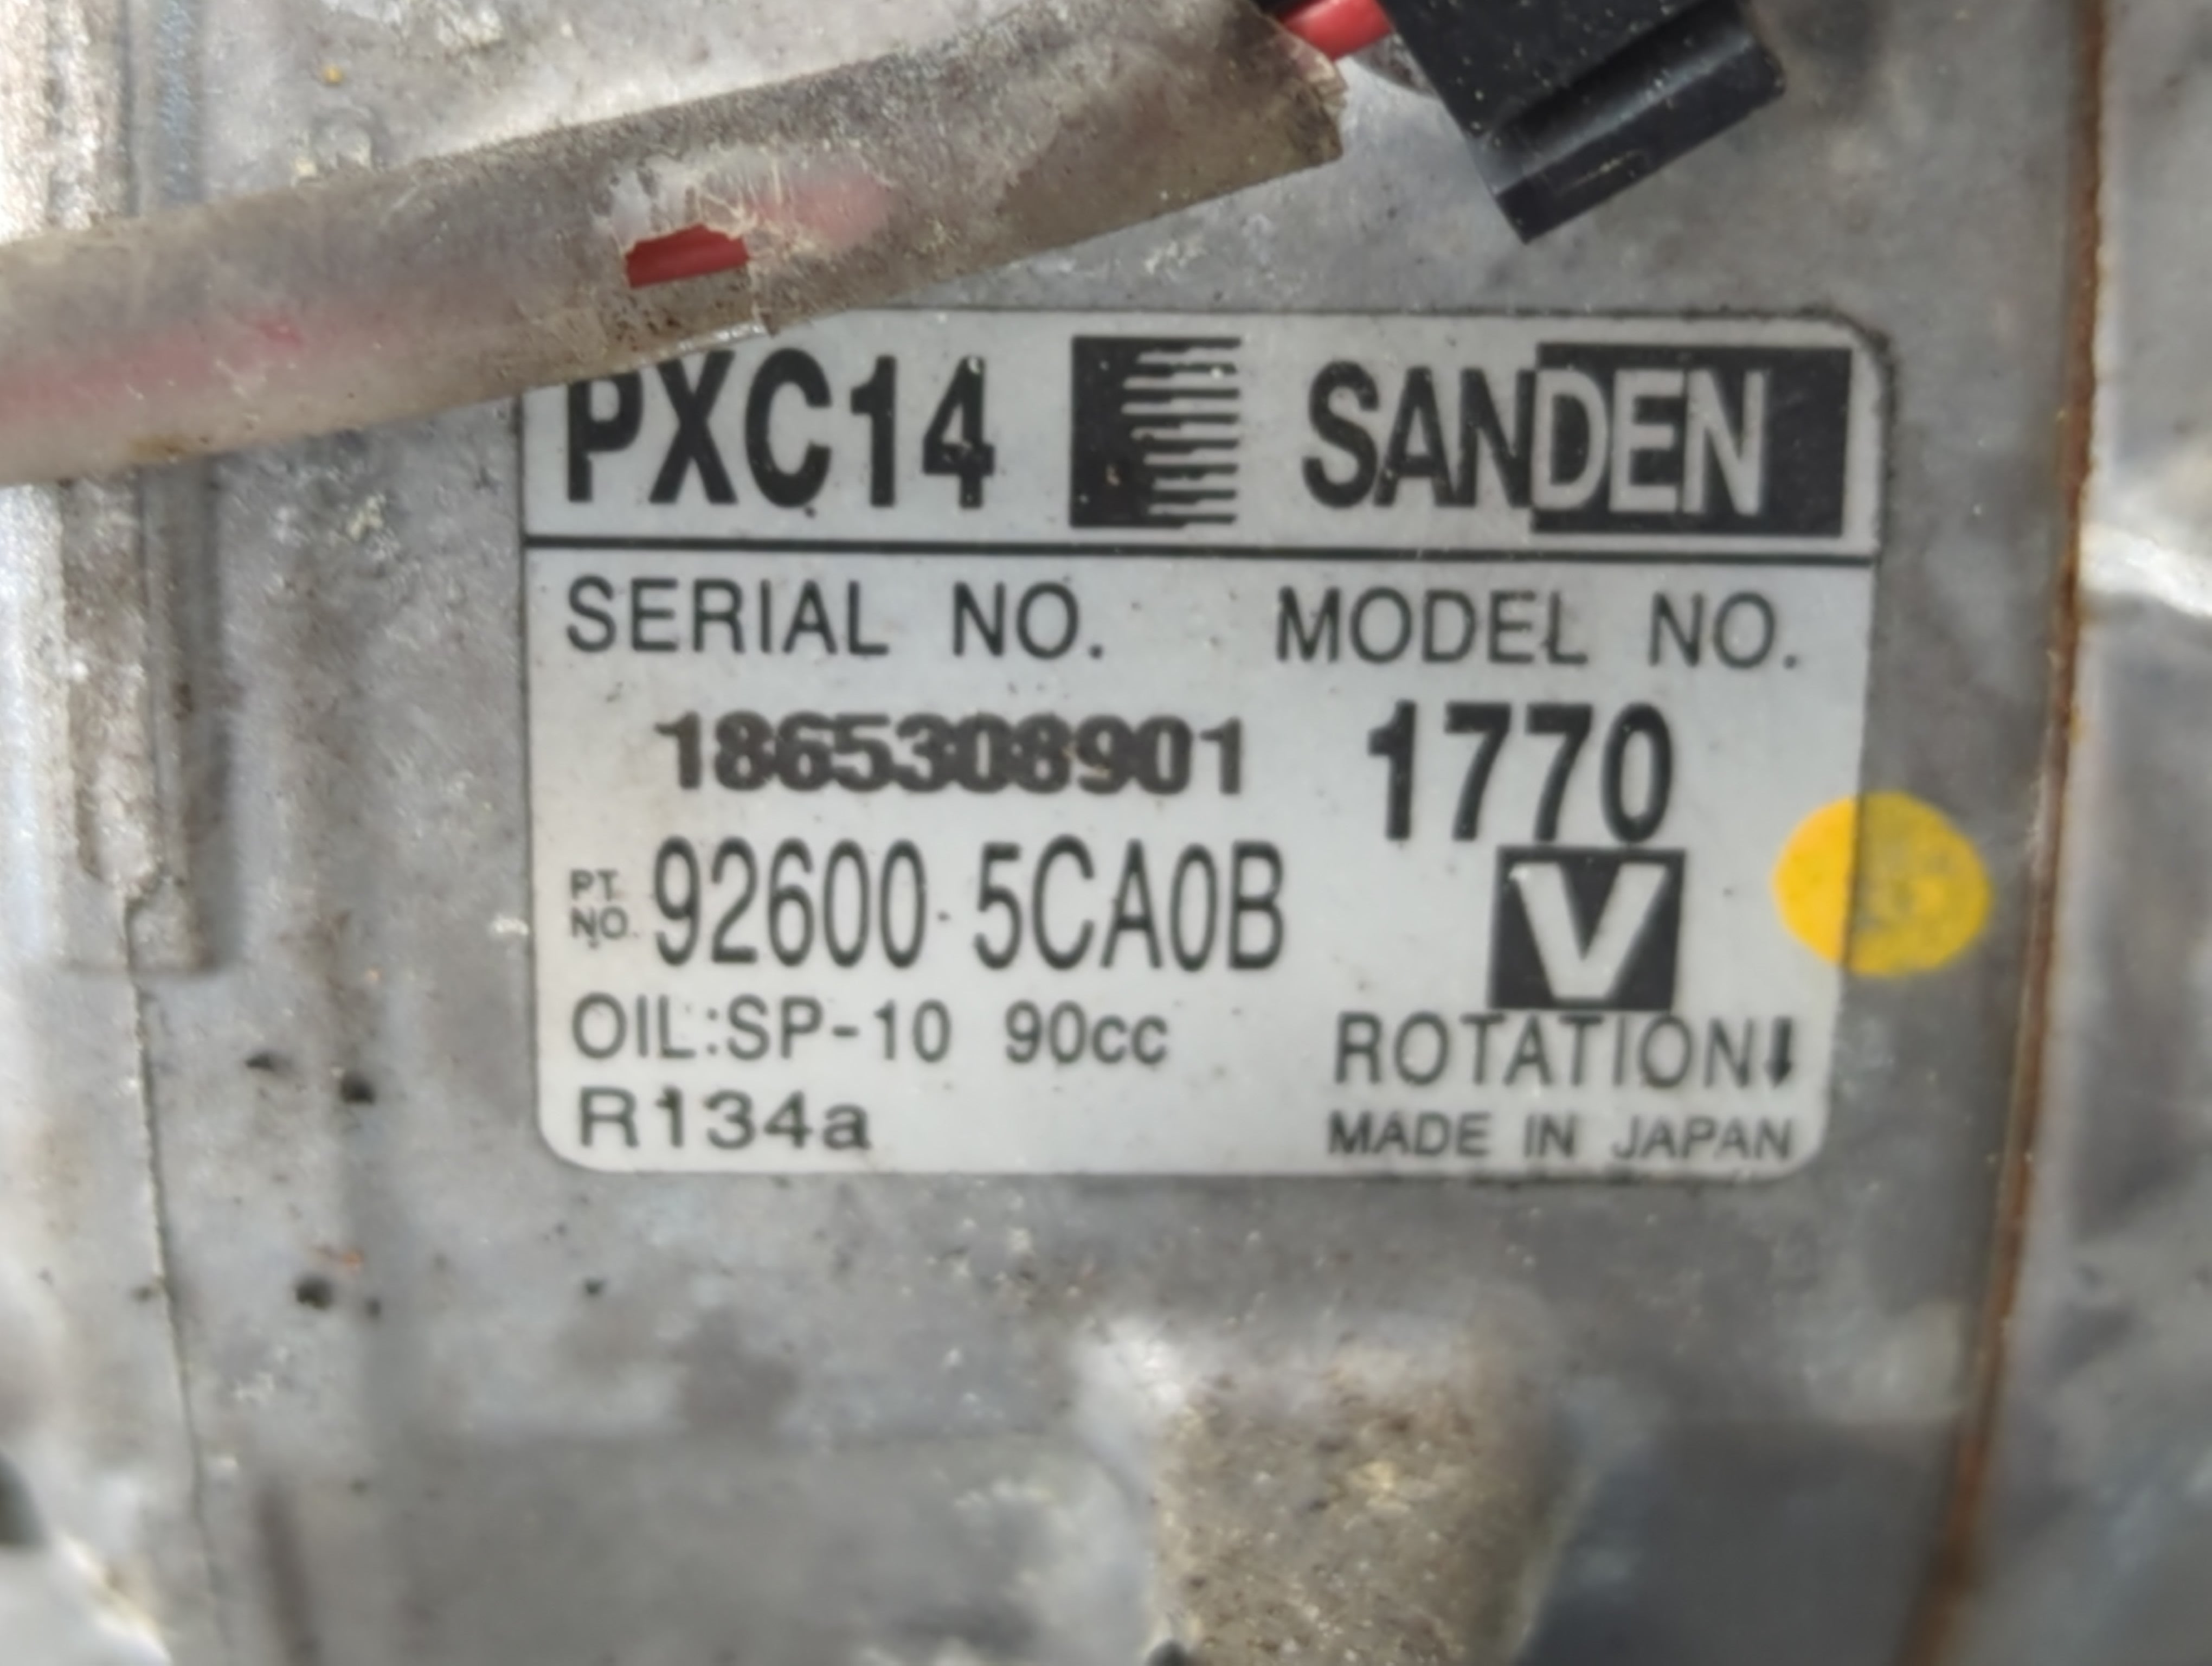 PXC14 SANDEN
SERIAL NO. MODEL NO.
1865308901 1770
PT. NO. 92600-5CA0B V
OIL:SP-10 90cc ROTATION⬇
R134a MADE IN JAPAN